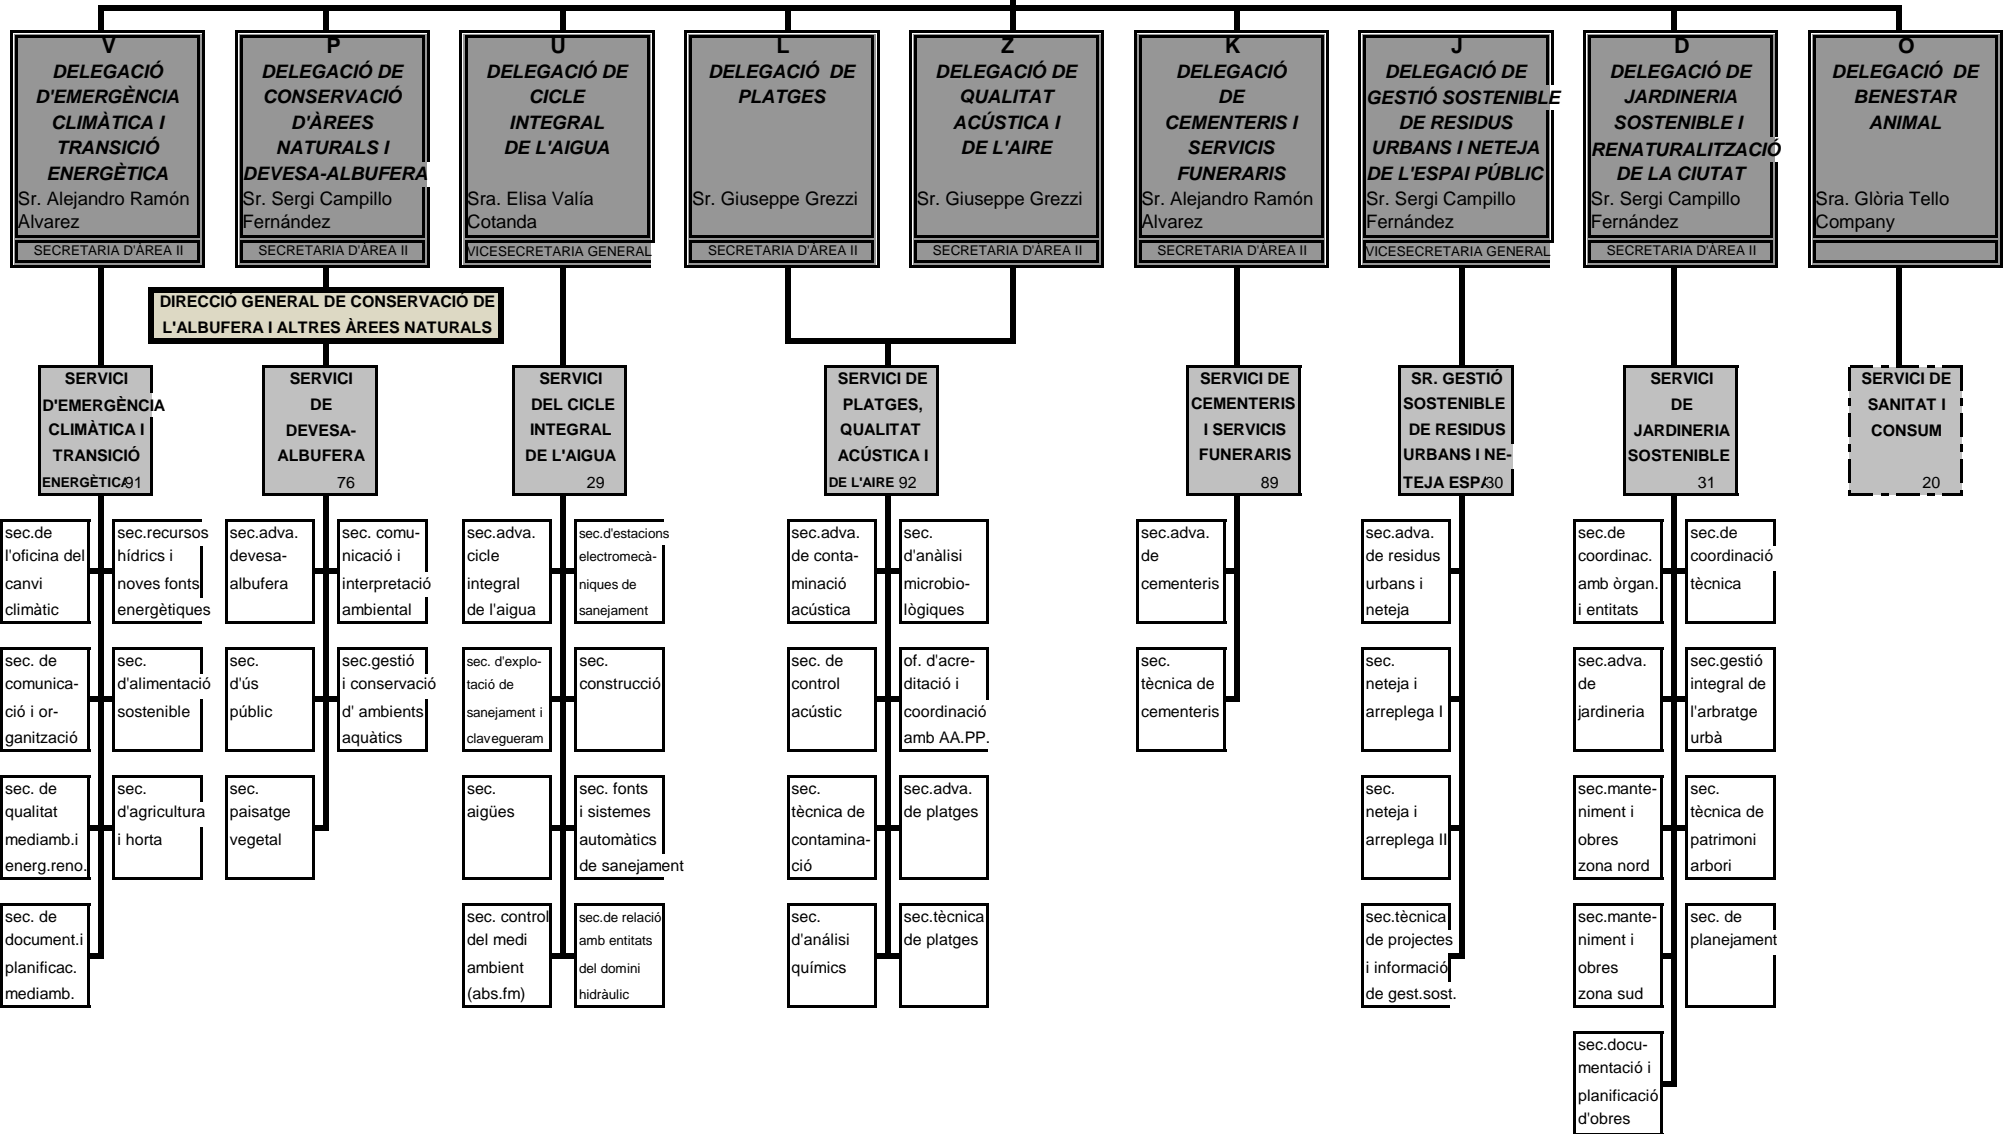 V
DELEGACIÓ
D'EMERGÈNCIA
CLIMÀTICA I
TRANSICIÓ
ENERGÈTICA
Sr. Alejandro Ramón
Alvarez
SECRETARIA D'ÀREA II
P
DELEGACIÓ DE
CONSERVACIÓ
D'ÀREES
NATURALS I
DEVESA-ALBUFERA
Sr. Sergi Campillo
Fernández
SECRETARIA D'ÀREA II
U
DELEGACIÓ DE
CICLE
INTEGRAL
DE L'AIGUA
Sra. Elisa Valía
Cotanda
VICESECRETARIA GENERAL
L
DELEGACIÓ DE
PLATGES
Sr. Giuseppe Grezzi
SECRETARIA D'ÀREA II
Z
DELEGACIÓ DE
QUALITAT
ACÚSTICA I
DE L'AIRE
Sr. Giuseppe Grezzi
SECRETARIA D'ÀREA II
K
DELEGACIÓ
DE
CEMENTERIS I
SERVICIS
FUNERARIS
Sr. Alejandro Ramón
Alvarez
SECRETARIA D'ÀREA II
J
DELEGACIÓ DE
GESTIÓ SOSTENIBLE
DE RESIDUS
URBANS I NETEJA
DE L'ESPAI PÚBLIC
Sr. Sergi Campillo
Fernández
VICESECRETARIA GENERAL
D
DELEGACIÓ DE
JARDINERIA
SOSTENIBLE I
RENATURALITZACIÓ
DE LA CIUTAT
Sr. Sergi Campillo
Fernández
SECRETARIA D'ÀREA II
O
DELEGACIÓ DE
BENESTAR
ANIMAL
Sra. Glòria Tello
Company
DIRECCIÓ GENERAL DE CONSERVACIÓ DE
L'ALBUFERA I ALTRES ÀREES NATURALS
SERVICI
D'EMERGÈNCIA
CLIMÀTICA I
TRANSICIÓ
ENERGÈTICA 91
SERVICI
DE
DEVESA-
ALBUFERA
76
SERVICI
DEL CICLE
INTEGRAL
DE L'AIGUA
29
SERVICI DE
PLATGES,
QUALITAT
ACÚSTICA I
DE L'AIRE 92
SERVICI DE
CEMENTERIS
I SERVICIS
FUNERARIS
89
SR. GESTIÓ
SOSTENIBLE
DE RESIDUS
URBANS I NE-
TEJA ESPA 30
SERVICI
DE
JARDINERIA
SOSTENIBLE
31
SERVICI DE
SANITAT I
CONSUM
20
sec.de
l'oficina del
canvi
climàtic
sec.recursos
hídrics i
noves fonts
energètiques
sec. de
comunica-
ció i or-
ganització
sec.
d'alimentació
sostenible
sec. de
qualitat
mediamb.i
energ.reno.
sec.
d'agricultura
i horta
sec. de
document.i
planificac.
mediamb.
sec.adva.
devesa-
albufera
sec. comu-
nicació i
interpretació
ambiental
sec.
d'ús
públic
sec.gestió
i conservació
d' ambients
aquàtics
sec.
paisatge
vegetal
sec.adva.
cicle
integral
de l'aigua
sec.d'estacions
electromecà-
niques de
sanejament
sec. d'explo-
tació de
sanejament i
clavegueram
sec.
construcció
sec.
aigües
sec. fonts
i sistemes
automàtics
de sanejament
sec. control
del medi
ambient
(abs.fm)
sec.de relació
amb entitats
del domini
hidràulic
sec.adva.
de conta-
minació
acústica
sec.
d'anàlisi
microbio-
lògiques
sec. de
control
acústic
of. d'acre-
ditació i
coordinació
amb AA.PP.
sec.
tècnica de
contamina-
ció
sec.adva.
de platges
sec.
d'análisi
químics
sec.tècnica
de platges
sec.adva.
de
cementeris
sec.
tècnica de
cementeris
sec.adva.
de residus
urbans i
neteja
sec.
neteja i
arreplega I
sec.
neteja i
arreplega II
sec.tècnica
de projectes
i informació
de gest.sost.
sec.de
coordinac.
amb òrgan.
i entitats
sec.de
coordinació
tècnica
sec.adva.
de
jardineria
sec.gestió
integral de
l'arbratge
urbà
sec.mante-
niment i
obres
zona nord
sec.
tècnica de
patrimoni
arbori
sec.mante-
niment i
obres
zona sud
sec. de
planejament
sec.docu-
mentació i
planificació
d'obres